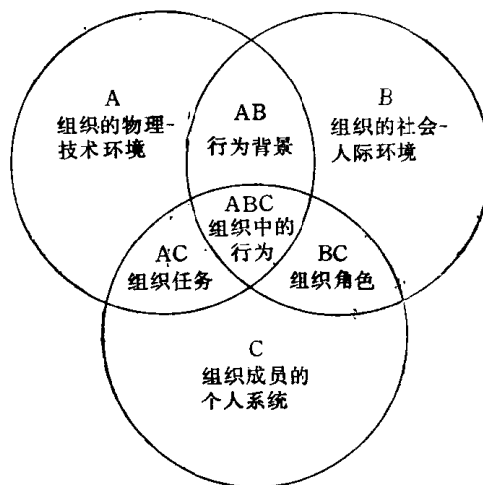 A
组织的物理-
技术环境
AB
行为背景
B
组织的社会-
人际环境
ABC
组织中的
行为
AC
组织任务
BC
组织角色
C
组织成员的
个人系统